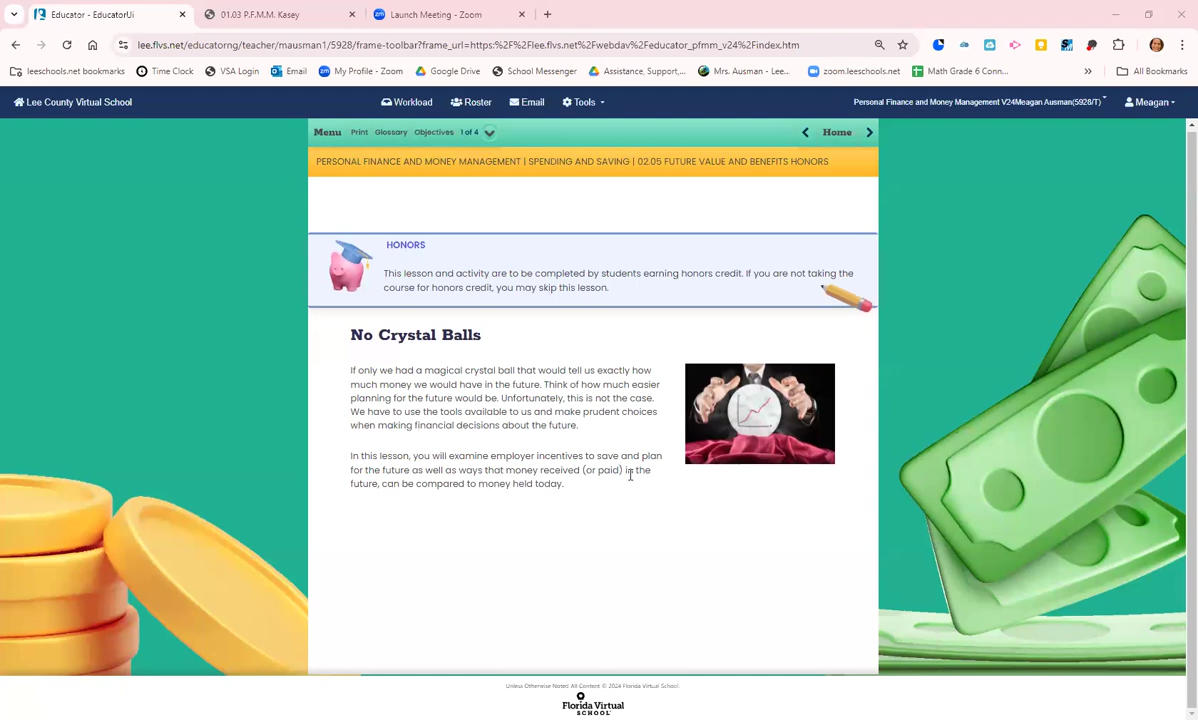 Educator - EducatorUi
01.03 P.F.M.M. Kasey
Launch Meeting - Zoom
lee.flvs.net/educatorng/teacher/mausman1/5928/frame-toolbar?frame_url=https:%2F%2Flee.flvs.net%2Fwebdav%2Feducator_pfmm_v24%2Findex.htm
leeschools.net bookmarks
Time Clock
VSA Login
Email
My Profile - Zoom
Google Drive
School Messenger
Assistance, Support,...
Mrs. Ausman - Lee...
zoom.leeschools.net
Math Grade 6 Conn...
All Bookmarks
Lee County Virtual School
Workload
Roster
Email
Tools
Personal Finance and Money Management V24Meagan Ausman(5928/T)
Meagan
Menu Print Glossary Objectives 1 of 4
Home
PERSONAL FINANCE AND MONEY MANAGEMENT | SPENDING AND SAVING | 02.05 FUTURE VALUE AND BENEFITS HONORS
HONORS
This lesson and activity are to be completed by students earning honors credit. If you are not taking the
course for honors credit, you may skip this lesson.
No Crystal Balls
If only we had a magical crystal ball that would tell us exactly how
much money we would have in the future. Think of how much easier
planning for the future would be. Unfortunately, this is not the case.
We have to use the tools available to us and make prudent choices
when making financial decisions about the future.
In this lesson, you will examine employer incentives to save and plan
for the future as well as ways that money received (or paid) in the
future, can be compared to money held today.
Unless Otherwise Noted All Content © 2024 Florida Virtual School.
Florida Virtual
SCHOOL